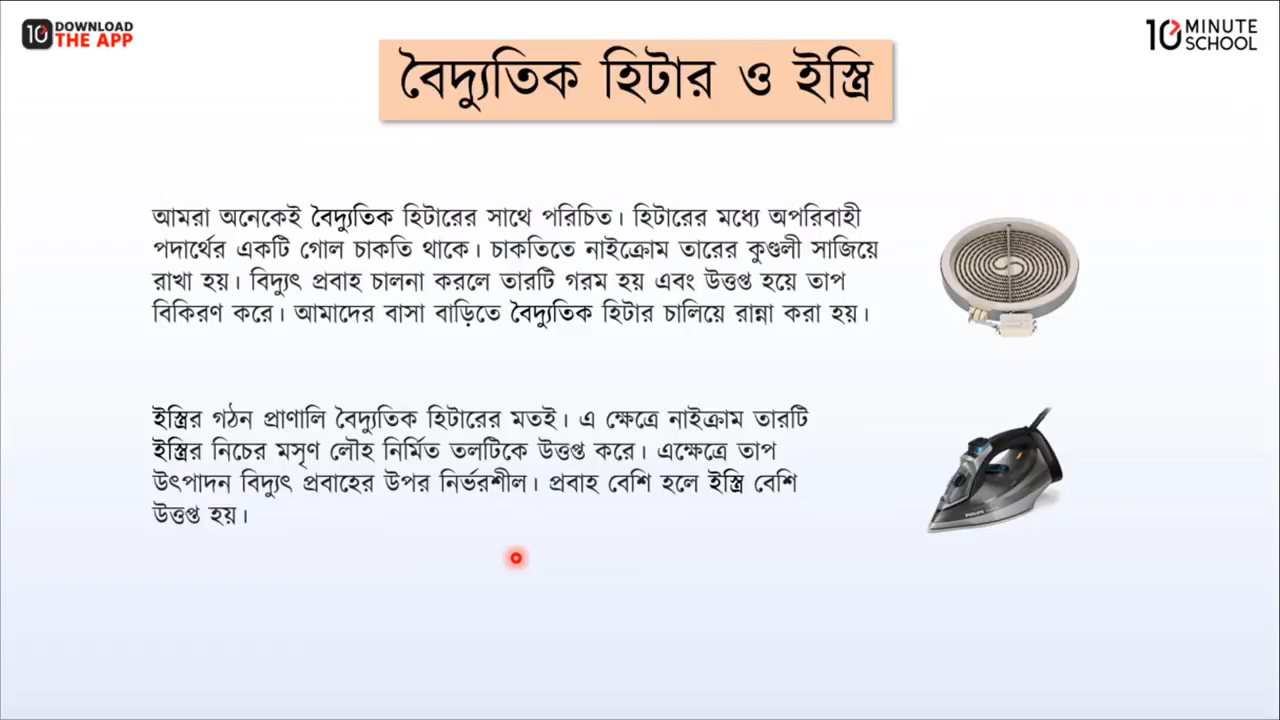 10 DOWNLOAD
THE APP
10 MINUTE
SCHOOL
বৈদ্যুতিক হিটার ও ইস্ত্রি
আমরা অনেকেই বৈদ্যুতিক হিটারের সাথে পরিচিত। হিটারের মধ্যে অপরিবাহী
পদার্থের একটি গোল চাকতি থাকে। চাকতিতে নাইক্রোম তারের কুণ্ডলী সাজিয়ে
রাখা হয়। বিদ্যুৎ প্রবাহ চালনা করলে তারটি গরম হয় এবং উত্তপ্ত হয়ে তাপ
বিকিরণ করে। আমাদের বাসা বাড়িতে বৈদ্যুতিক হিটার চালিয়ে রান্না করা হয়।
ইস্ত্রির গঠন প্রাণালি বৈদ্যুতিক হিটারের মতই। এ ক্ষেত্রে নাইক্রাম তারটি
ইস্ত্রির নিচের মসৃণ লৌহ নির্মিত তলটিকে উত্তপ্ত করে। এক্ষেত্রে তাপ
উৎপাদন বিদ্যুৎ প্রবাহের উপর নির্ভরশীল। প্রবাহ বেশি হলে ইস্ত্রি বেশি
উত্তপ্ত হয়।
PHILIPS